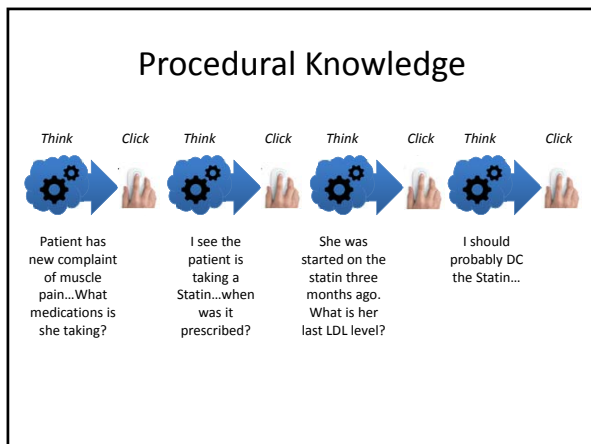 Procedural Knowledge
Think Click Think Click Think Click Think Click
Patient has
new complaint
of muscle
pain...What
medications is
she taking?
I see the
patient is
taking a
Statin...when
was it
prescribed?
She was
started on the
statin three
months ago.
What is her
last LDL level?
I should
probably DC
the Statin...